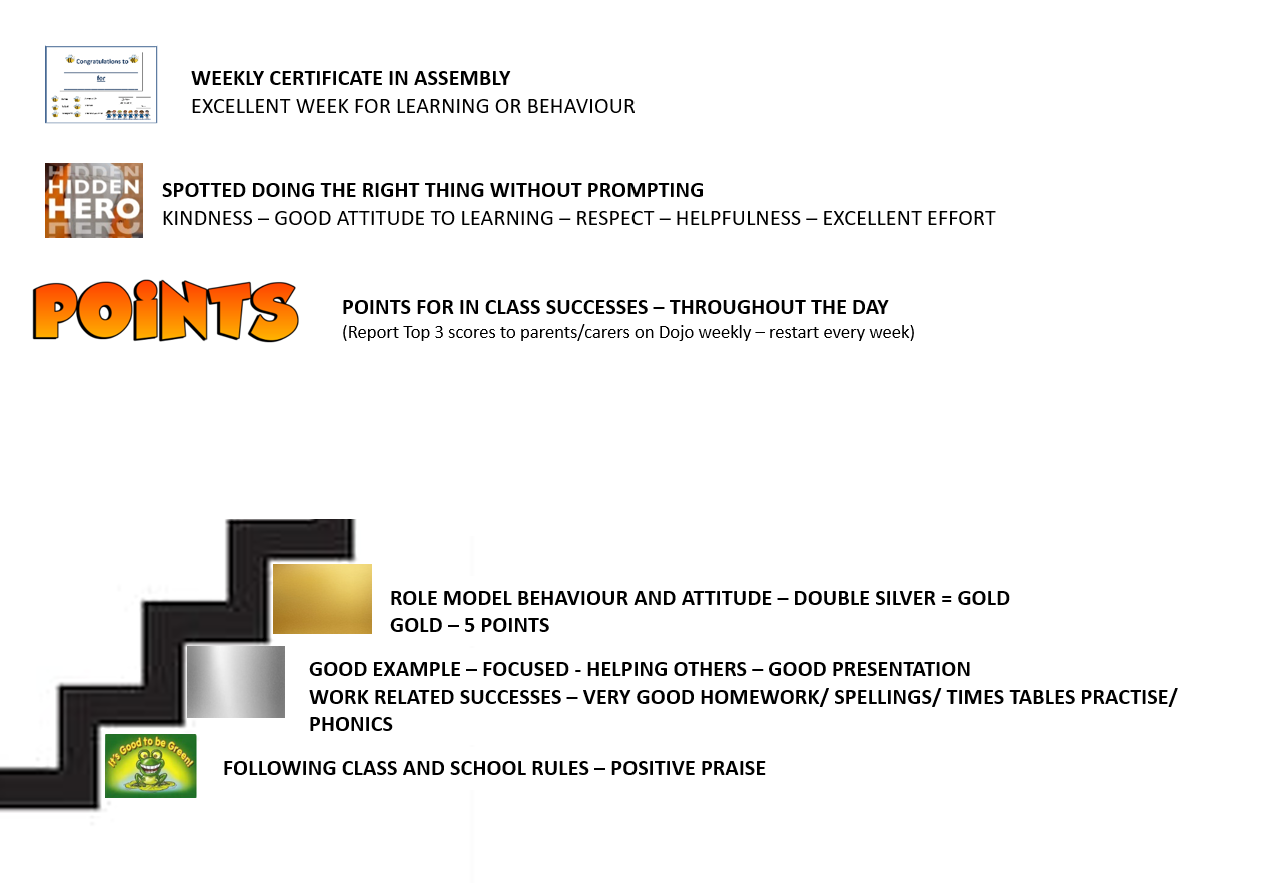 Congratulations to
for
WEEKLY CERTIFICATE IN ASSEMBLY
EXCELLENT WEEK FOR LEARNING OR BEHAVIOUR
HIDDEN
HIDDEN
HERO
HERO
SPOTTED DOING THE RIGHT THING WITHOUT PROMPTING
KINDNESS – GOOD ATTITUDE TO LEARNING – RESPECT – HELPFULNESS – EXCELLENT EFFORT
POiNTS
POINTS FOR IN CLASS SUCCESSES – THROUGHOUT THE DAY
(Report Top 3 scores to parents/carers on Dojo weekly – restart every week)
ROLE MODEL BEHAVIOUR AND ATTITUDE – DOUBLE SILVER = GOLD
GOLD – 5 POINTS
GOOD EXAMPLE – FOCUSED - HELPING OTHERS – GOOD PRESENTATION
WORK RELATED SUCCESSES – VERY GOOD HOMEWORK/ SPELLINGS/ TIMES TABLES PRACTISE/
PHONICS
It's Good to be Green!
FOLLOWING CLASS AND SCHOOL RULES – POSITIVE PRAISE